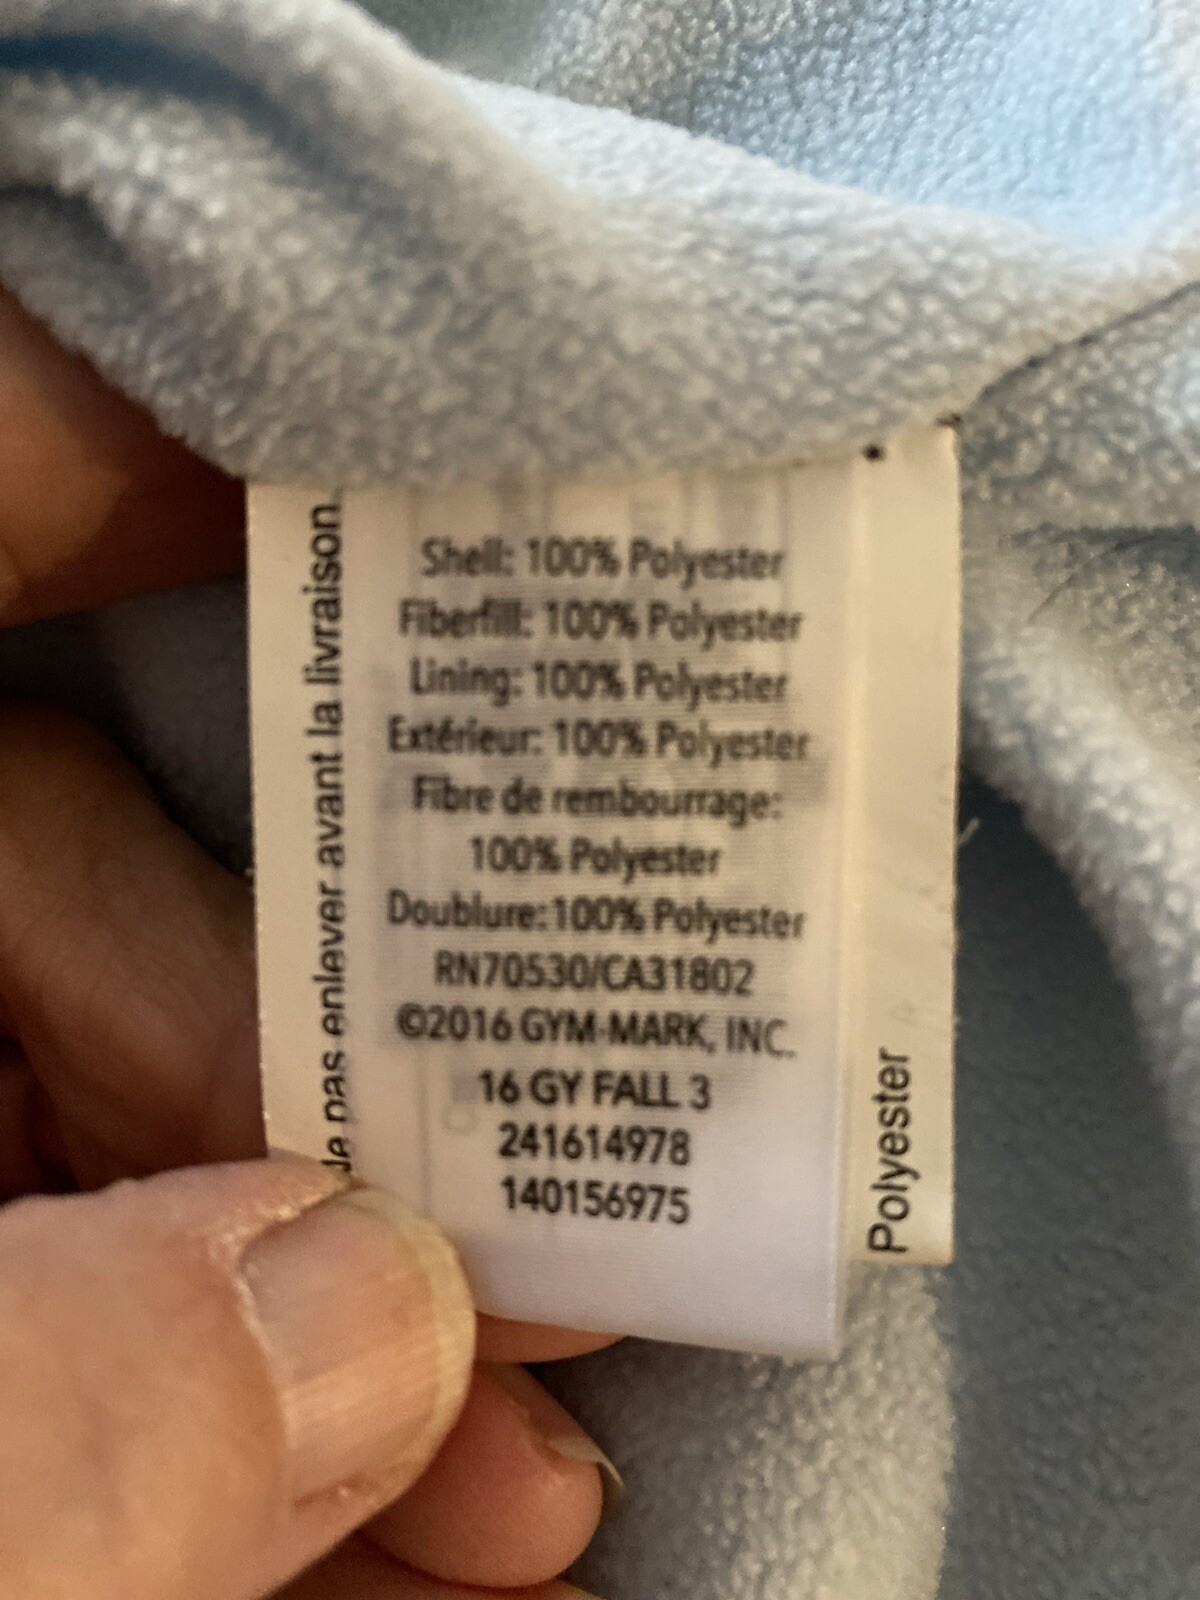 de pas enlever avant la livraison.
Shell: 100% Polyester
Fiberfill: 100% Polyester
Lining: 100% Polyester
Extérieur: 100% Polyester
Fibre de rembourrage:
100% Polyester
Doublure:100% Polyester
RN70530/CA31802
©2016 GYM-MARK, INC.
16 GY FALL 3
241614978
140156975
Polyester